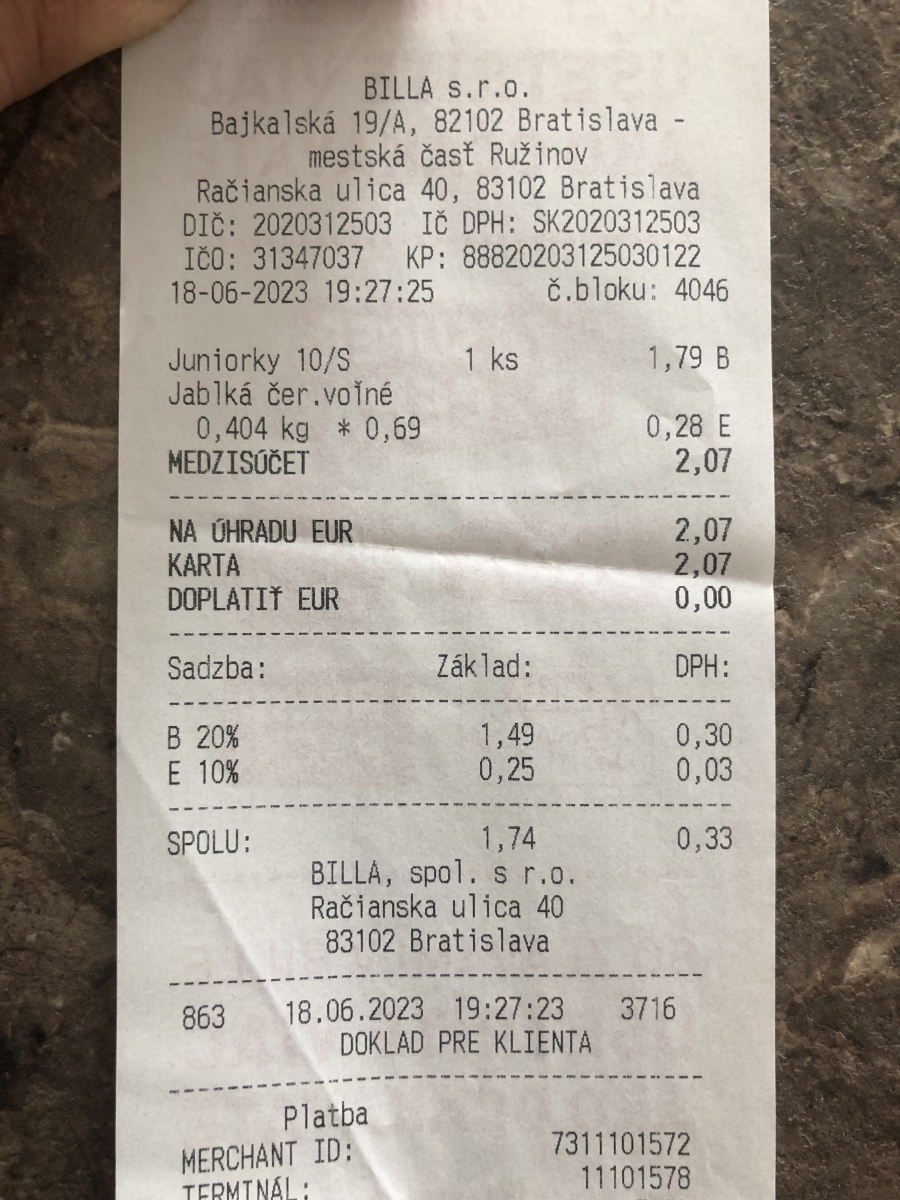 BILLA s.r.o.
Bajkalská 19/A, 82102 Bratislava -
mestská časť Ružinov
Račianska ulica 40, 83102 Bratislava
DIČ: 2020312503 IČ DPH: SK2020312503
IČO: 31347037 KP: 88820203125030122
18-06-2023 19:27:25 č.bloku: 4046
Juniorky 10/S 1 ks 1,79 B
Jablká čer.voľné
0,404 kg * 0,69 0,28 E
MEDZISÚČET 2,07
NA ÚHRADU EUR 2,07
KARTA 2,07
DOPLATIŤ EUR 0,00
Sadzba: Základ: DPH:
B 20% 1,49 0,30
E 10% 0,25 0,03
SPOLU: 1,74 0,33
BILLA, spol. s r.o.
Račianska ulica 40
83102 Bratislava
863 18.06.2023 19:27:23 3716
DOKLAD PRE KLIENTA
Platba
MERCHANT ID: 7311101572
TERMINÁL: 11101578